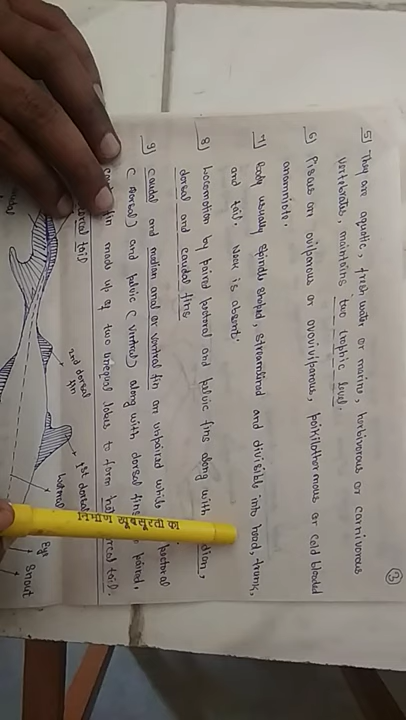 3
5) They are aquatic, fresh water or marine, herbivorous or carnivorous
vertebrates, maintains two trophic level.
6) Pisces are oviparous or ovoviviparous, poikilothermous or cold blooded
anamniote.
7) Body usually spindle shaped, streamlined and divisible into head, trunk,
and tail. Neck is absent.
8) Locomotion by paired pectoral and pelvic fins along with
dorsal and caudal fins
9) Caudal and median anal or ventral fin are unpaired while pectoral
( Dorsal ) and pelvic ( Ventral ) along with dorsal fins paired,
fin made up of two unequal lobes to form tail.
tail
2nd dorsal
fin
1st dorsal
Eye
Snout
निर्माण खूबसूरती का